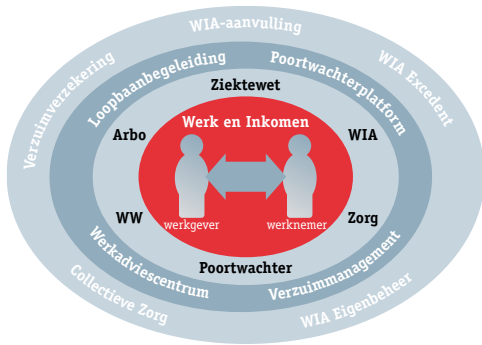 WIA-aanvulling
Verzuimverzekering
WIA Excedent
Loopbaanbegeleiding
Poortwachterplatform
Ziektewet
Arbo
Werk en Inkomen
WIA
WW
werkgever
werknemer
Zorg
Poortwachter
Werkadviescentrum
Verzuimmanagement
Collectieve Zorg
WIA Eigenbeheer